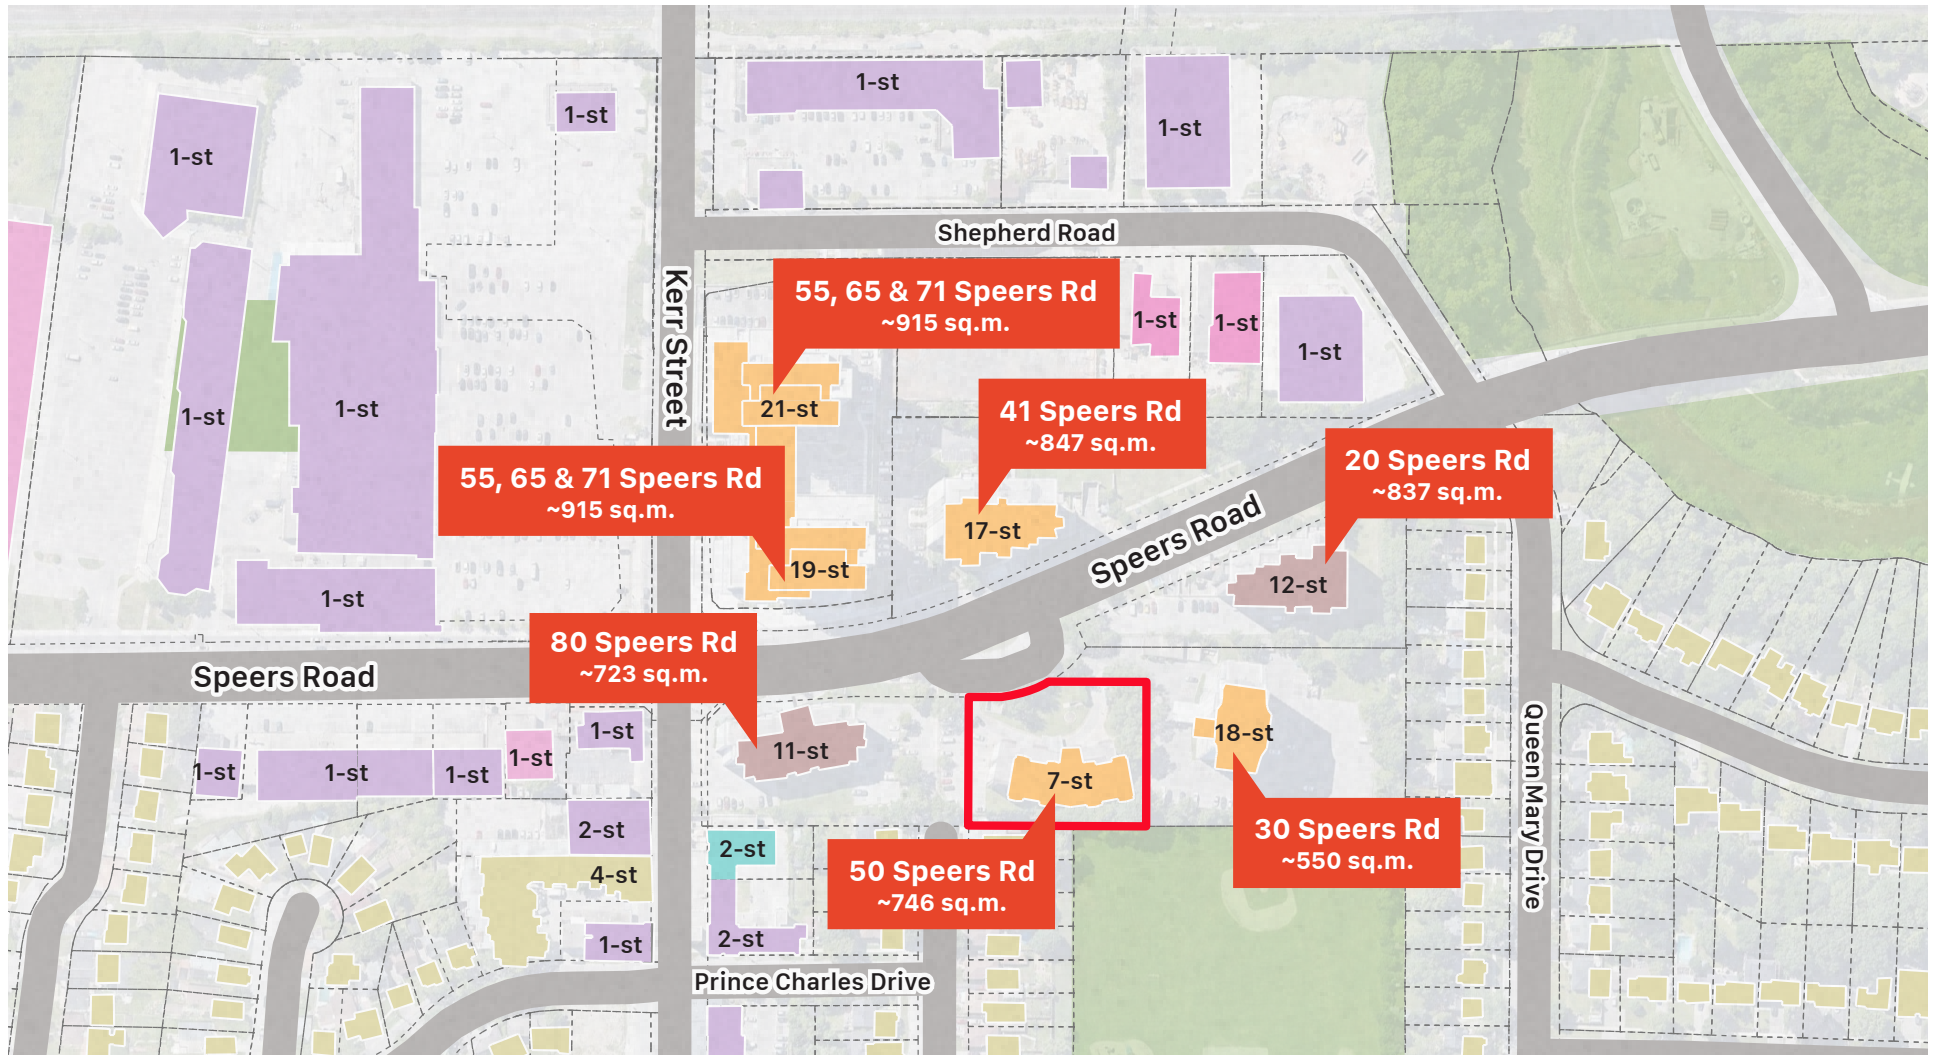 1-st
1-st
1-st
1-st
1-st
Shepherd Road
Kerr Street
55, 65 & 71 Speers Rd
~915 sq.m.
1-st
1-st
1-st
1-st
1-st
21-st
41 Speers Rd
~847 sq.m.
20 Speers Rd
~837 sq.m.
55, 65 & 71 Speers Rd
~915 sq.m.
17-st
Speers Road
19-st
12-st
1-st
80 Speers Rd
~723 sq.m.
Speers Road
11-st
7-st
18-st
Queen Mary Drive
1-st
1-st
1-st
1-st
1-st
2-st
2-st
30 Speers Rd
~550 sq.m.
4-st
50 Speers Rd
~746 sq.m.
1-st
2-st
Prince Charles Drive